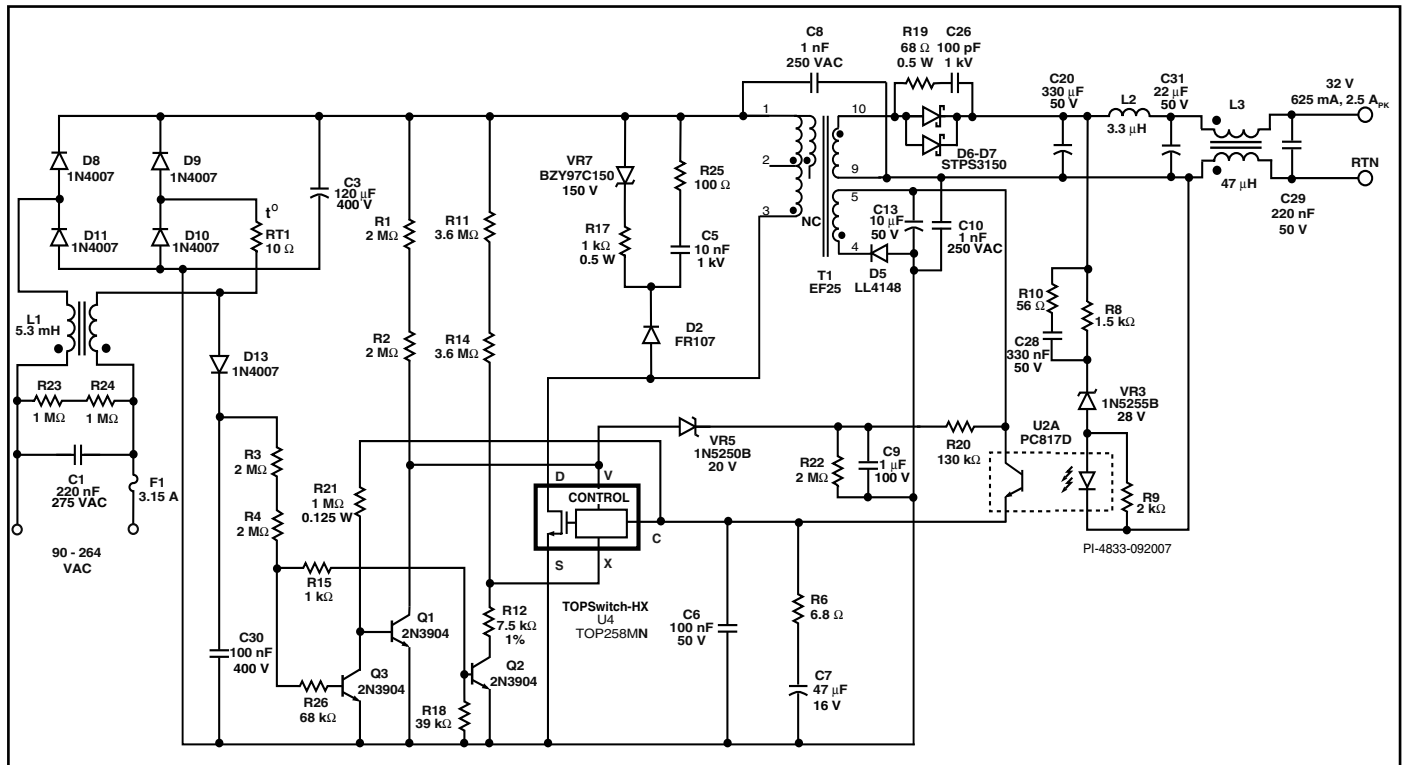 C8
1 nF
250 VAC
R19
68 Ω
0.5 W
C26
100 pF
1 kV
C20
330 μF
50 V
L2
3.3 μH
C31
22 μF
50 V
L3
47 μH
32 V
625 mA, 2.5 APK
RTN
C29
220 nF
50 V
1
2
3
10
9
5
4
NC
T1
EF25
D6-D7
STPS3150
D8
1N4007
D9
1N4007
D11
1N4007
D10
1N4007
C3
120 μF
400 V
tO
RT1
10 Ω
R1
2 MΩ
R11
3.6 MΩ
VR7
BZY97C150
150 V
R25
100 Ω
R17
1 kΩ
0.5 W
C5
10 nF
1 kV
C13
10 μF
50 V
C10
1 nF
250 VAC
D5
LL4148
D2
FR107
R2
2 MΩ
R14
3.6 MΩ
R10
56 Ω
R8
1.5 kΩ
C28
330 nF
50 V
VR3
1N5255B
28 V
L1
5.3 mH
D13
1N4007
R23
1 MΩ
R24
1 MΩ
C1
220 nF
275 VAC
F1
3.15 A
90 - 264
VAC
R3
2 MΩ
R4
2 MΩ
R21
1 MΩ
0.125 W
VR5
1N5250B
20 V
R22
2 MΩ
C9
1 μF
100 V
R20
130 kΩ
U2A
PC817D
R9
2 kΩ
PI-4833-092007
D
V
CONTROL
C
S
X
TOPSwitch-HX
U4
TOP258MN
R15
1 kΩ
R12
7.5 kΩ
1%
C6
100 nF
50 V
R6
6.8 Ω
C7
47 μF
16 V
C30
100 nF
400 V
R26
68 kΩ
Q3
2N3904
Q1
2N3904
Q2
2N3904
R18
39 kΩ